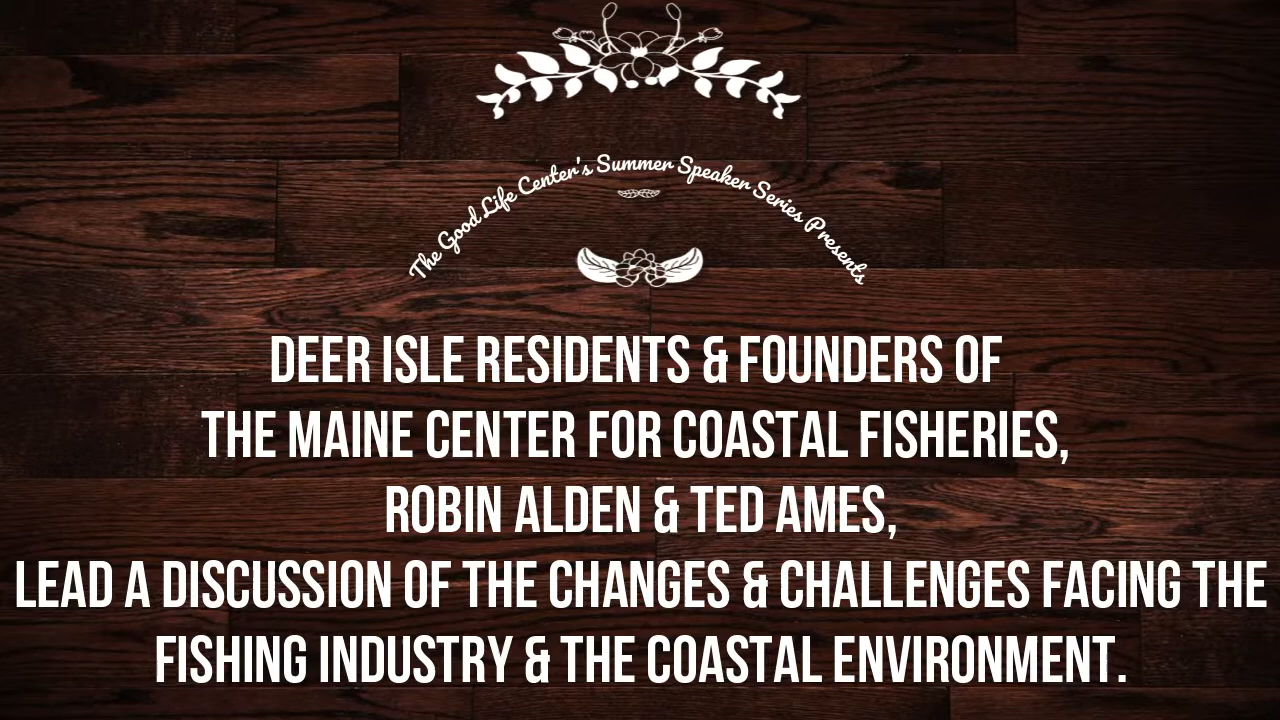 The Good Life Center's Summer Speaker Series Presents
DEER ISLE RESIDENTS & FOUNDERS OF
THE MAINE CENTER FOR COASTAL FISHERIES,
ROBIN ALDEN & TED AMES,
LEAD A DISCUSSION OF THE CHANGES & CHALLENGES FACING THE
FISHING INDUSTRY & THE COASTAL ENVIRONMENT.